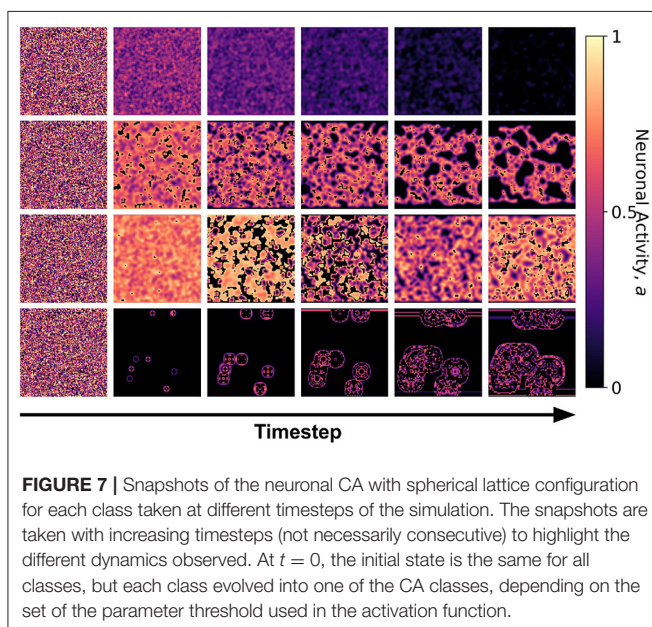 1
0.5
0
Neuronal Activity, a
Timestep
FIGURE 7 | Snapshots of the neuronal CA with spherical lattice configuration
for each class taken at different timesteps of the simulation. The snapshots are
taken with increasing timesteps (not necessarily consecutive) to highlight the
different dynamics observed. At t = 0, the initial state is the same for all
classes, but each class evolved into one of the CA classes, depending on the
set of the parameter threshold used in the activation function.